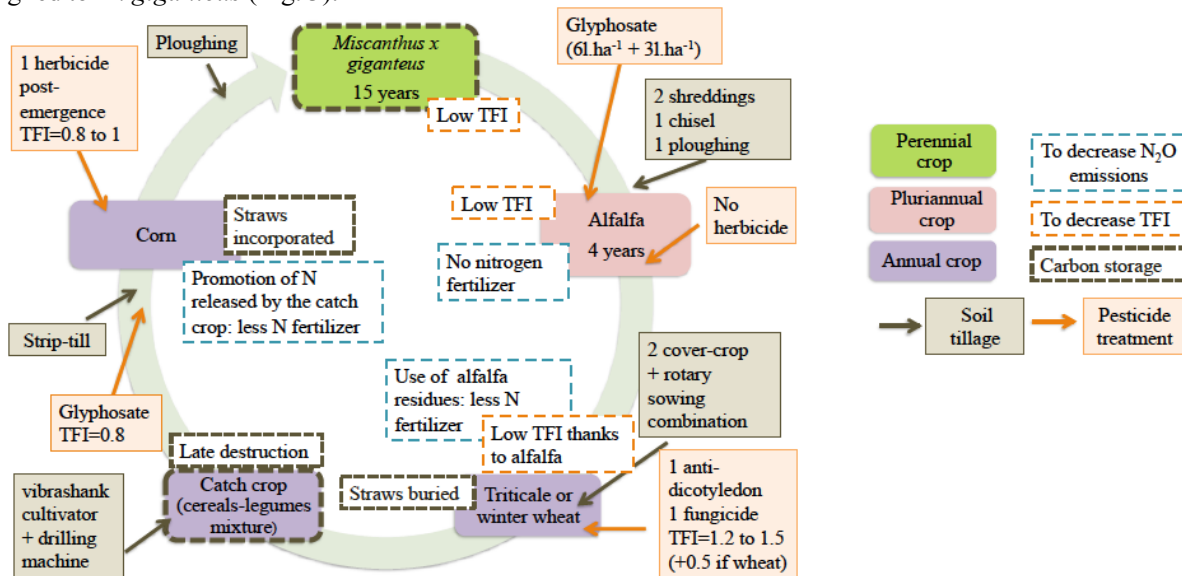 Ploughing
1 herbicide
post-
emergence
TFI=0.8 to 1
Miscanthus x
giganteus
15 years
Low TFI
Glyphosate
(6l.ha⁻¹ + 3l.ha⁻¹)
2 shreddings
1 chisel
1 ploughing
Low TFI
Alfalfa
4 years
No
herbicide
No nitrogen
fertilizer
Corn
Straws
incorporated
Promotion of N
released by the catch
crop: less N fertilizer
Strip-till
Glyphosate
TFI=0.8
Use of alfalfa
residues: less N
fertilizer
Low TFI thanks
to alfalfa
2 cover-crop
+ rotary
sowing
combination
Late destruction
Catch crop
(cereals-legumes
mixture)
Straws buried
Triticale or
winter wheat
1 anti-
dicotyledon
1 fungicide
TFI=1.2 to 1.5
(+0.5 if wheat)
vibrashank
cultivator
+ drilling
machine
Perennial
crop
Pluriannual
crop
Annual crop
To decrease N₂O
emissions
To decrease TFI
Carbon storage
Soil
tillage
Pesticide
treatment